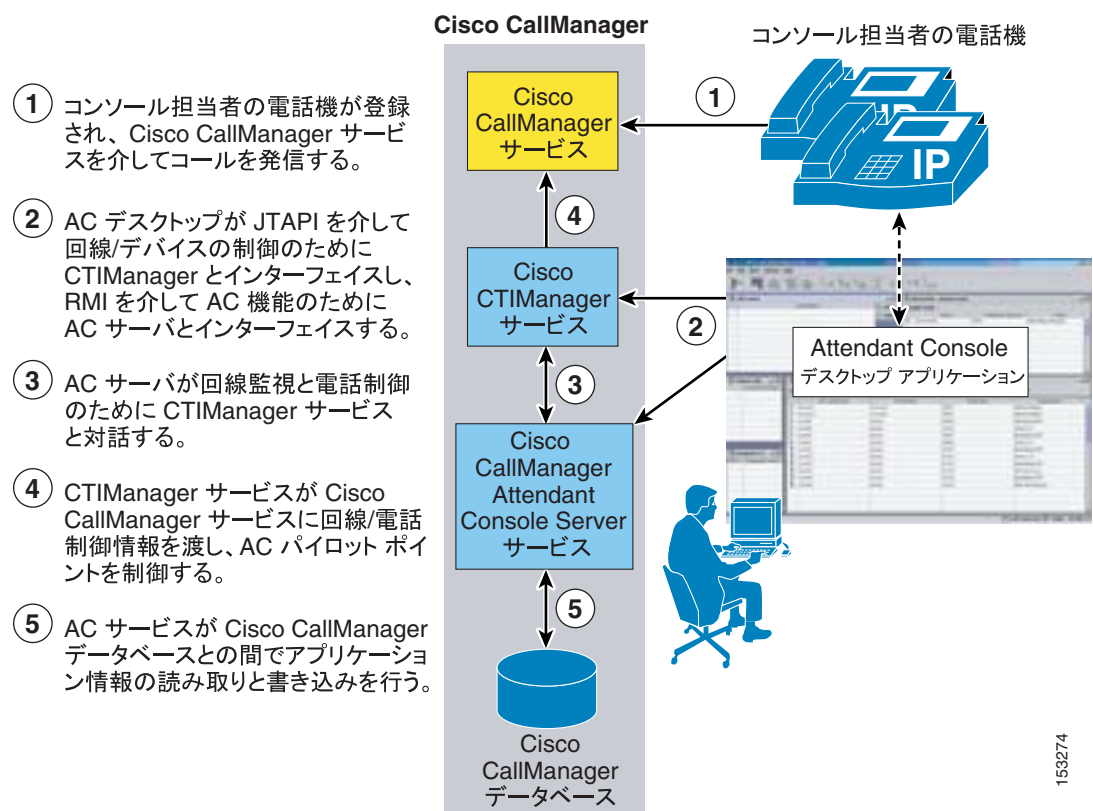 Cisco CallManager
コンソール担当者の電話機
1 コンソール担当者の電話機が登録
され、Cisco CallManager サービ
スを介してコールを発信する。
2 AC デスクトップが JTAPI を介して
回線/デバイスの制御のために
CTIManager とインターフェイスし、
RMI を介して AC 機能のために
AC サーバとインターフェイスする。
3 AC サーバが回線監視と電話制御
のために CTIManager サービス
と対話する。
4 CTIManager サービスが Cisco
CallManager サービスに回線/電話
制御情報を渡し、AC パイロット ポイ
ントを制御する。
5 AC サービスが Cisco CallManager
データベースとの間でアプリケーショ
ン情報の読み取りと書き込みを行う。
Cisco
CallManager
サービス
1
IP
IP
4
Cisco
CTIManager
サービス
2
Attendant Console
デスクトップ アプリケーション
3
Cisco
CallManager
Attendant
Console Server
サービス
5
Cisco
CallManager
データベース
153274